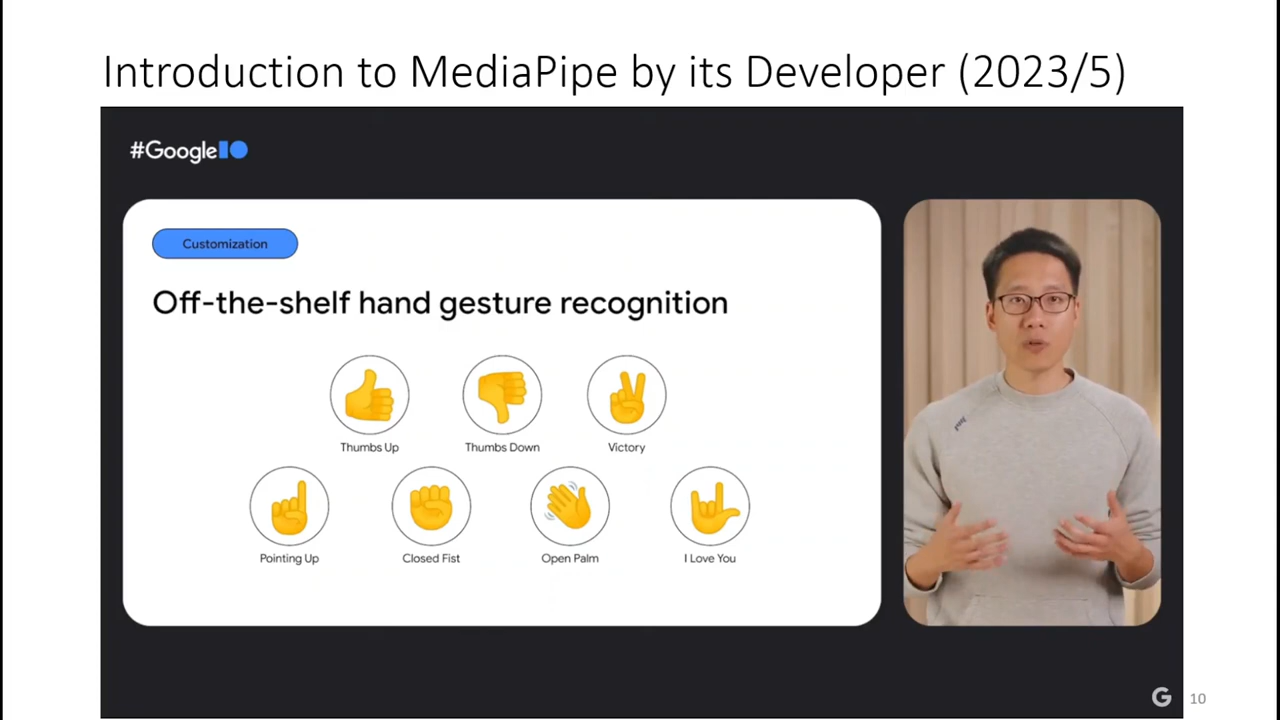 Introduction to MediaPipe by its Developer (2023/5)
#Google
Customization
Off-the-shelf hand gesture recognition
Thumbs Up Thumbs Down Victory
Pointing Up Closed Fist Open Palm I Love You
G 10